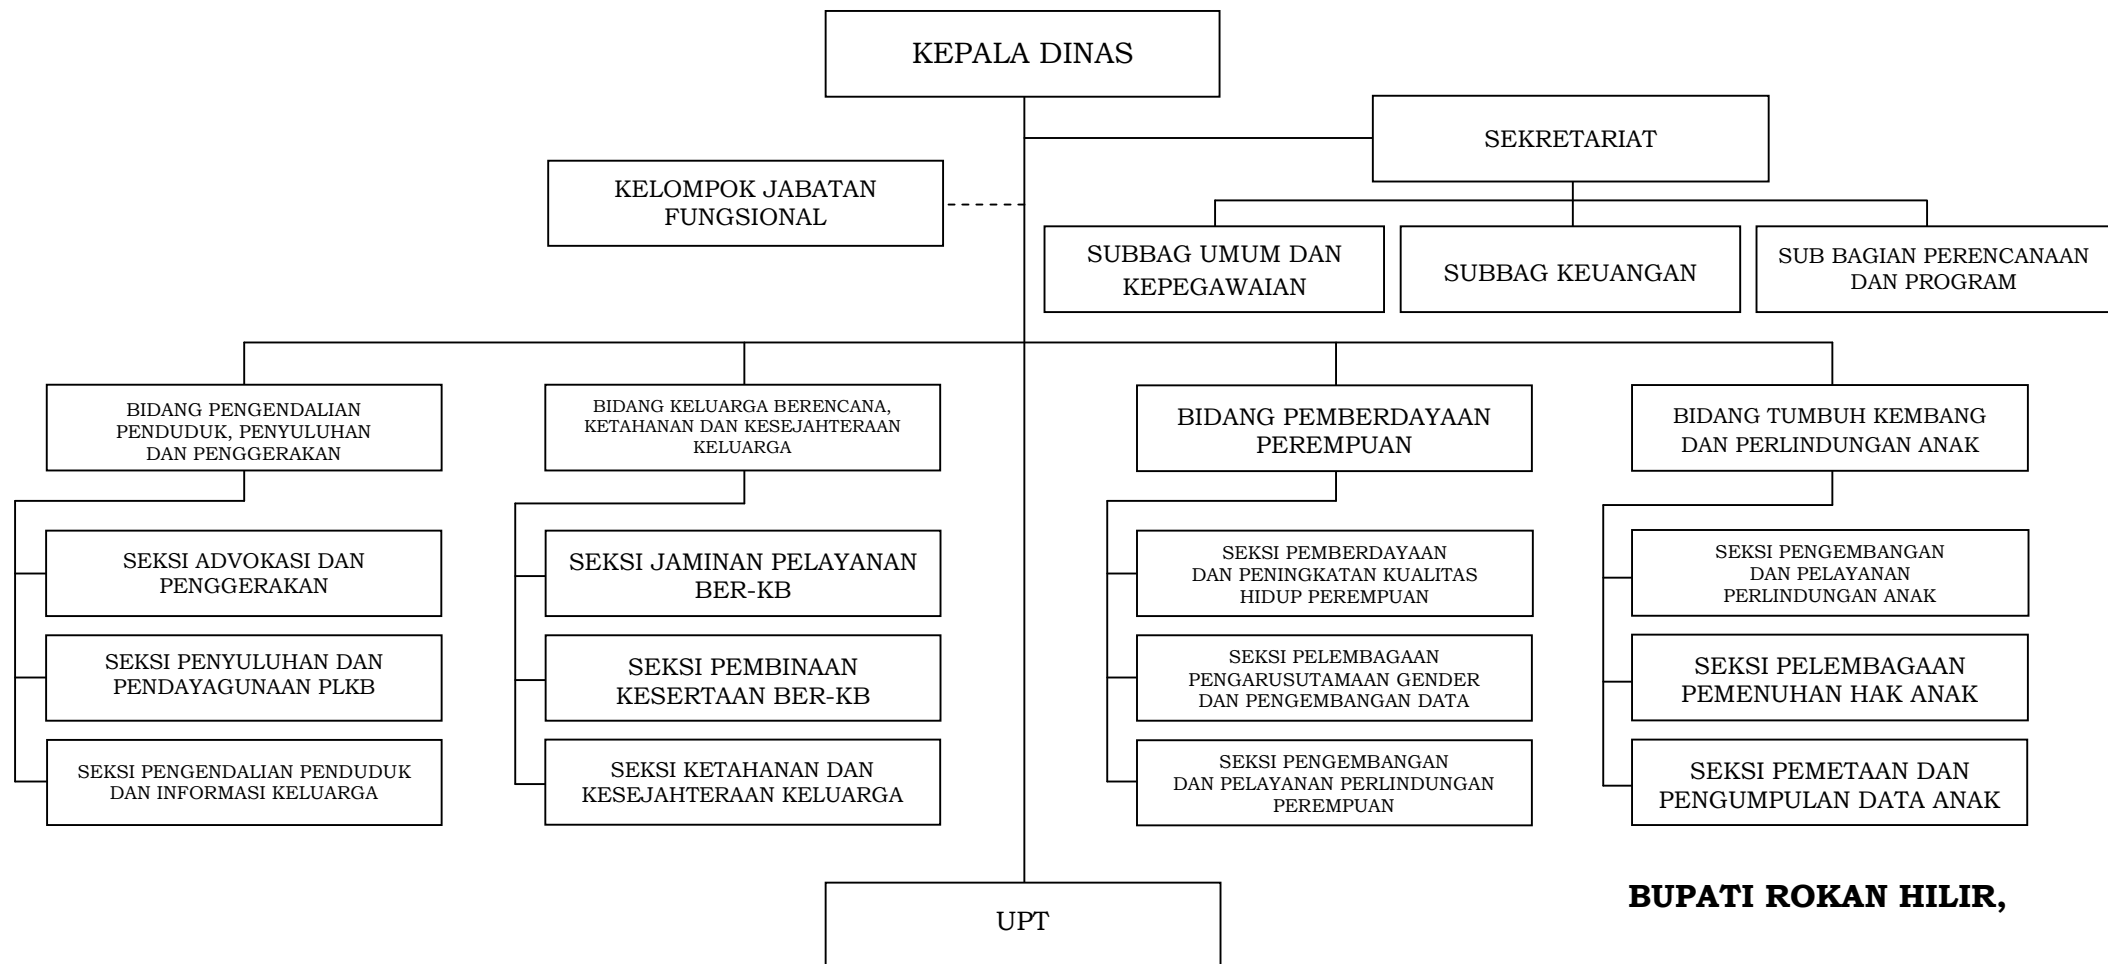 KEPALA DINAS
SEKRETARIAT
KELOMPOK JABATAN
FUNGSIONAL
SUBBAG UMUM DAN
KEPEGAWAIAN
SUBBAG KEUANGAN
SUB BAGIAN PERENCANAAN
DAN PROGRAM
BIDANG PENGENDALIAN
PENDUDUK, PENYULUHAN
DAN PENGGERAKAN
BIDANG KELUARGA BERENCANA,
KETAHANAN DAN KESEJAHTERAAN
KELUARGA
BIDANG PEMBERDAYAAN
PEREMPUAN
BIDANG TUMBUH KEMBANG
DAN PERLINDUNGAN ANAK
SEKSI ADVOKASI DAN
PENGGERAKAN
SEKSI JAMINAN PELAYANAN
BER-KB
SEKSI PEMBERDAYAAN
DAN PENINGKATAN KUALITAS
HIDUP PEREMPUAN
SEKSI PENGEMBANGAN
DAN PELAYANAN
PERLINDUNGAN ANAK
SEKSI PENYULUHAN DAN
PENDAYAGUNAAN PLKB
SEKSI PEMBINAAN
KESERTAAN BER-KB
SEKSI PELEMBAGAAN
PENGARUSUTAMAAN GENDER
DAN PENGEMBANGAN DATA
SEKSI PELEMBAGAAN
PEMENUHAN HAK ANAK
SEKSI PENGENDALIAN PENDUDUK
DAN INFORMASI KELUARGA
SEKSI KETAHANAN DAN
KESEJAHTERAAN KELUARGA
SEKSI PENGEMBANGAN
DAN PELAYANAN PERLINDUNGAN
PEREMPUAN
SEKSI PEMETAAN DAN
PENGUMPULAN DATA ANAK
BUPATI ROKAN HILIR,
UPT